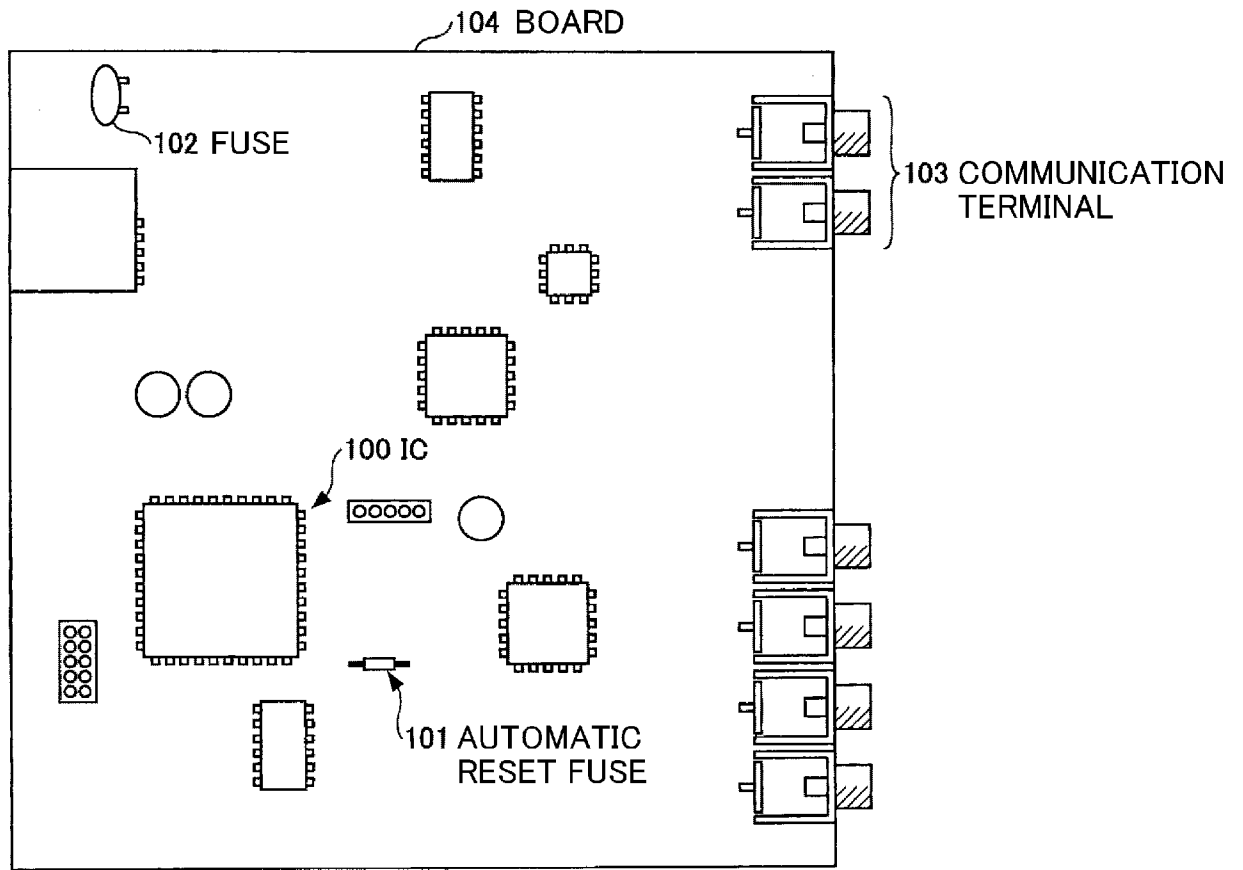 104 BOARD
102 FUSE
103 COMMUNICATION
TERMINAL
100 IC
101 AUTOMATIC
RESET FUSE